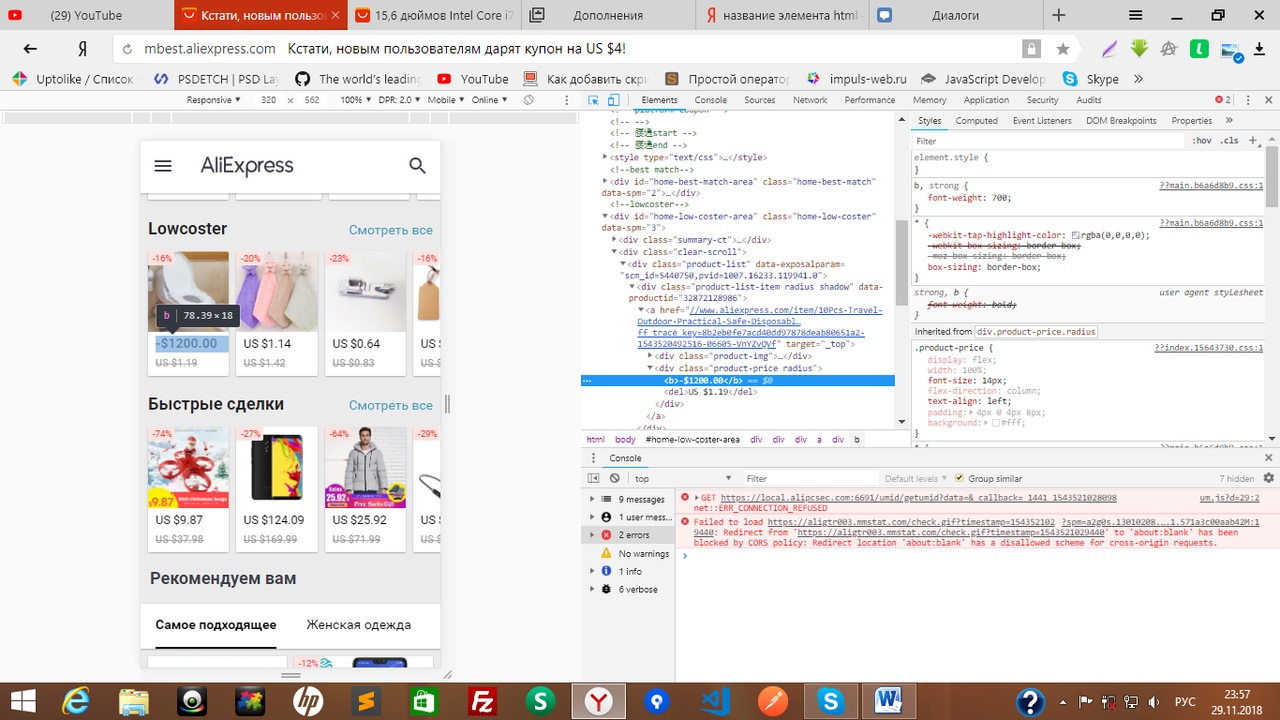 (29) YouTube
Кстати, новым пользо
15,6 дюймов Intel Core i7
Дополнения
название элемента html -
Диалоги
mbest.aliexpress.com Кстати, новым пользователям дарят купон на US $4!
Uptolike / Список
PSDETCH | PSD Lay
The world's leading
YouTube
Как добавить скри
Простой оператор
impuls-web.ru
JavaScript Develop
Skype
Responsive 320 × 562 100% DPR: 2.0 Mobile Online
Elements Console Sources Network Performance Memory Application Security Audits 2
AliExpress
Lowcoster Смотреть все
-16% -20% -23% -16%
b 78.39 × 18
-$1200.00 US $1.14 US $0.64 US $
US $1.19 US $1.42 US $0.83 US $
Быстрые сделки Смотреть все
-74% -27% -64% -29%
$9.87
25.92
US $9.87 US $124.09 US $25.92 US $
US $37.98 US $169.99 US $71.99 US $
Рекомендуем вам
Самое подходящее Женская одежда
-12%
<!-- -->
<!-- 腰通start -->
<!-- 腰通end -->
<style type="text/css">…</style>
<!--best match-->
<div id="home-best-match-area" class="home-best-match"
data-spm="2">…</div>
<!--lowcoster-->
<div id="home-low-coster-area" class="home-low-coster"
data-spm="3">
<div class="summary-ct">…</div>
<div class="clear-scroll">
<div class="product-list" data-exposalparam=
"scm_id=5440750,pvid=1007.16233.119941.0">
<div class="product-list-item radius shadow" data-
productid="32872128986">
<a href="//www.aliexpress.com/item/10Pcs-Travel-
Outdoor-Practical-Safe-Disposabl…
ff trace key=8b2eb0fe7acd40dd97878deab80651a2-
1543520492516-06605-VnYZvQVf" target="_top">
<div class="product-img">…</div>
<div class="product-price radius">
<b>-$1200.00</b> == $0
<del>US $1.19</del>
</div>
</a>
</div>
html body #home-low-coster-area div div div a div b
Styles Computed Event Listeners DOM Breakpoints Properties
Filter :hov .cls
element.style {
}
b, strong { ??main.b6a6d8b9.css:1
font-weight: 700;
}
* { ??main.b6a6d8b9.css:1
-webkit-tap-highlight-color: rgba(0,0,0,0);
-webkit-box-sizing: border-box;
-moz-box-sizing: border-box;
box-sizing: border-box;
}
strong, b { user agent stylesheet
font-weight: bold;
}
Inherited from div.product-price.radius
.product-price { ??index.15643730.css:1
display: flex;
width: 100%;
font-size: 14px;
flex-direction: column;
text-align: left;
padding: 4px 0 4px 8px;
background: #fff;
}
Console
top Filter Default levels Group similar 7 hidden
9 messages
1 user mess...
2 errors
No warnings
1 info
6 verbose
GET https://local.alipcsec.com:6691/umid/getumid?data=& callback= 1441 1543521028098 um.js?d=0:2
net::ERR_CONNECTION_REFUSED
Failed to load https://aligtr003.mmstat.com/check.gif?timestamp=154352102 ?spm=a2g0s.13010208.…1.571a3c00aab42M:1
9440: Redirect from 'https://aligtr003.mmstat.com/check.gif?timestamp=1543521029440' to 'about:blank' has been
blocked by CORS policy: Redirect location 'about:blank' has a disallowed scheme for cross-origin requests.
РУС
23:57
29.11.2018